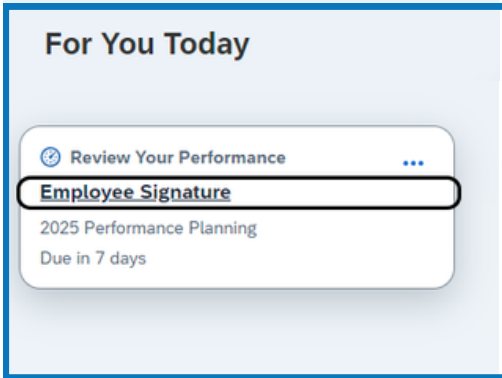 For You Today
Review Your Performance
Employee Signature
2025 Performance Planning
Due in 7 days